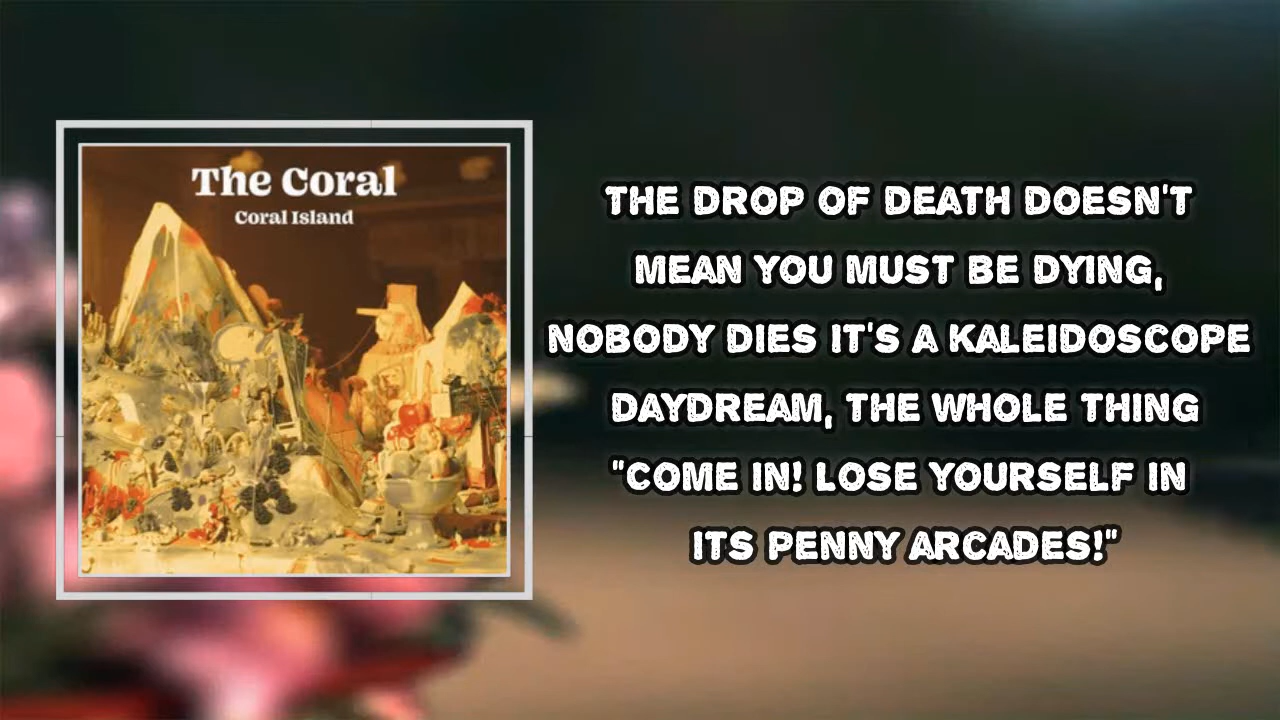 The Coral
Coral Island
THE DROP OF DEATH DOESN'T
MEAN YOU MUST BE DYING,
NOBODY DIES IT'S A KALEIDOSCOPE
DAYDREAM, THE WHOLE THING
"COME IN! LOSE YOURSELF IN
ITS PENNY ARCADES!"